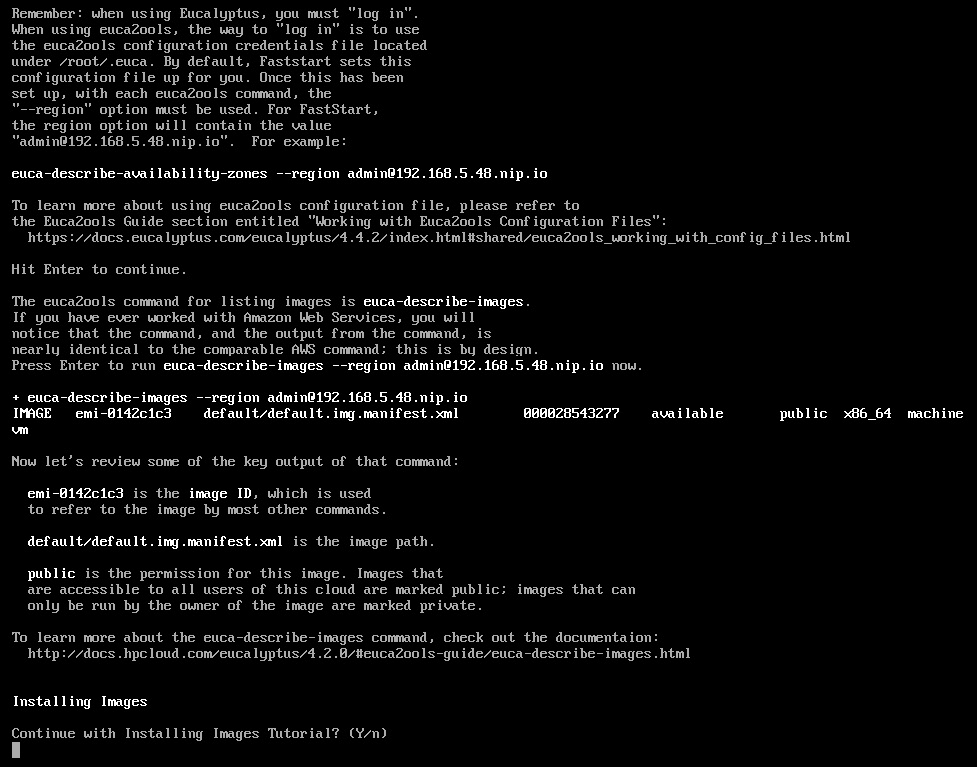 Remember: when using Eucalyptus, you must "log in".
When using euca2ools, the way to "log in" is to use
the euca2ools configuration credentials file located
under /root/.euca. By default, Faststart sets this
configuration file up for you. Once this has been
set up, with each euca2ools command, the
"--region" option must be used. For FastStart,
the region option will contain the value
"admin@192.168.5.48.nip.io".  For example:

euca-describe-availability-zones --region admin@192.168.5.48.nip.io

To learn more about using euca2ools configuration file, please refer to
the Euca2ools Guide section entitled "Working with Euca2ools Configuration Files":
  https://docs.eucalyptus.com/eucalyptus/4.4.2/index.html#shared/euca2ools_working_with_config_files.html

Hit Enter to continue.

The euca2ools command for listing images is euca-describe-images.
If you have ever worked with Amazon Web Services, you will
notice that the command, and the output from the command, is
nearly identical to the comparable AWS command; this is by design.
Press Enter to run euca-describe-images --region admin@192.168.5.48.nip.io now.

+ euca-describe-images --region admin@192.168.5.48.nip.io
IMAGE   emi-0142c1c3    default/default.img.manifest.xml        000028543277    available       public  x86_64  machine
vm

Now let's review some of the key output of that command:

  emi-0142c1c3 is the image ID, which is used
  to refer to the image by most other commands.

  default/default.img.manifest.xml is the image path.

  public is the permission for this image. Images that
  are accessible to all users of this cloud are marked public; images that can
  only be run by the owner of the image are marked private.

To learn more about the euca-describe-images command, check out the documentaion:
  http://docs.hpcloud.com/eucalyptus/4.2.0/#euca2ools-guide/euca-describe-images.html

Installing Images

Continue with Installing Images Tutorial? (Y/n)